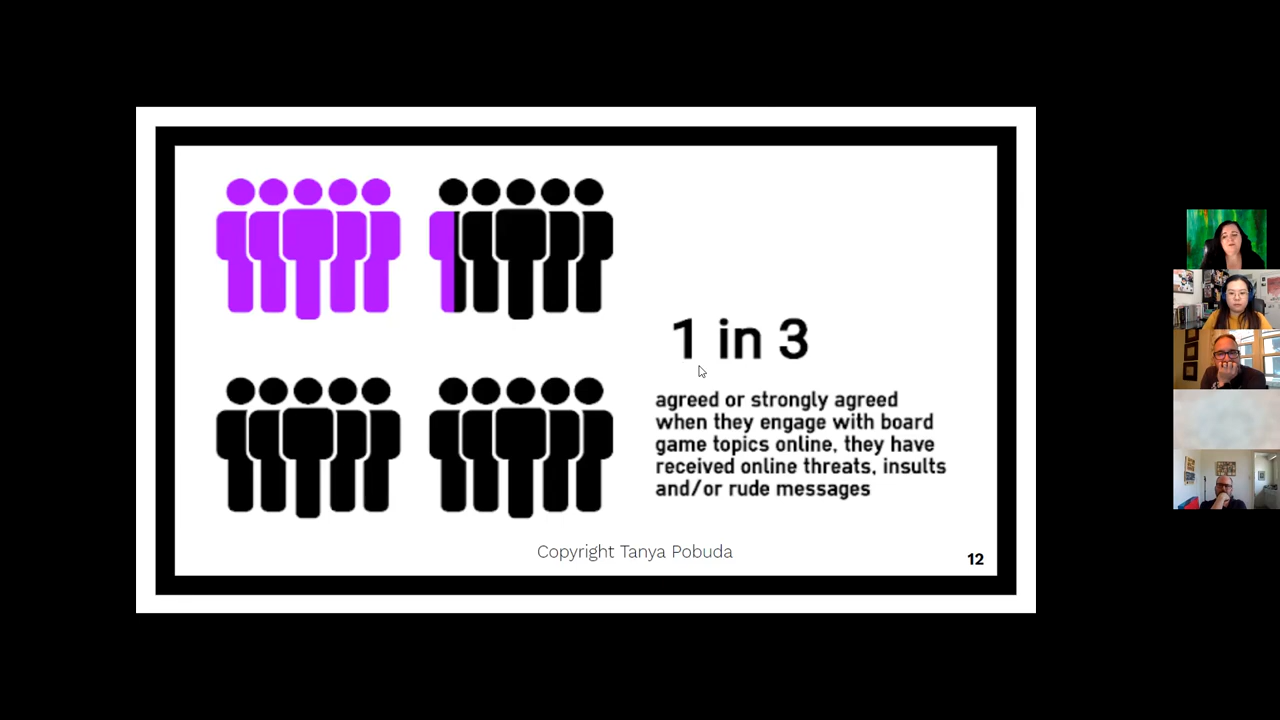 1 in 3
agreed or strongly agreed
when they engage with board
game topics online, they have
received online threats, insults
and/or rude messages
Copyright Tanya Pobuda
12